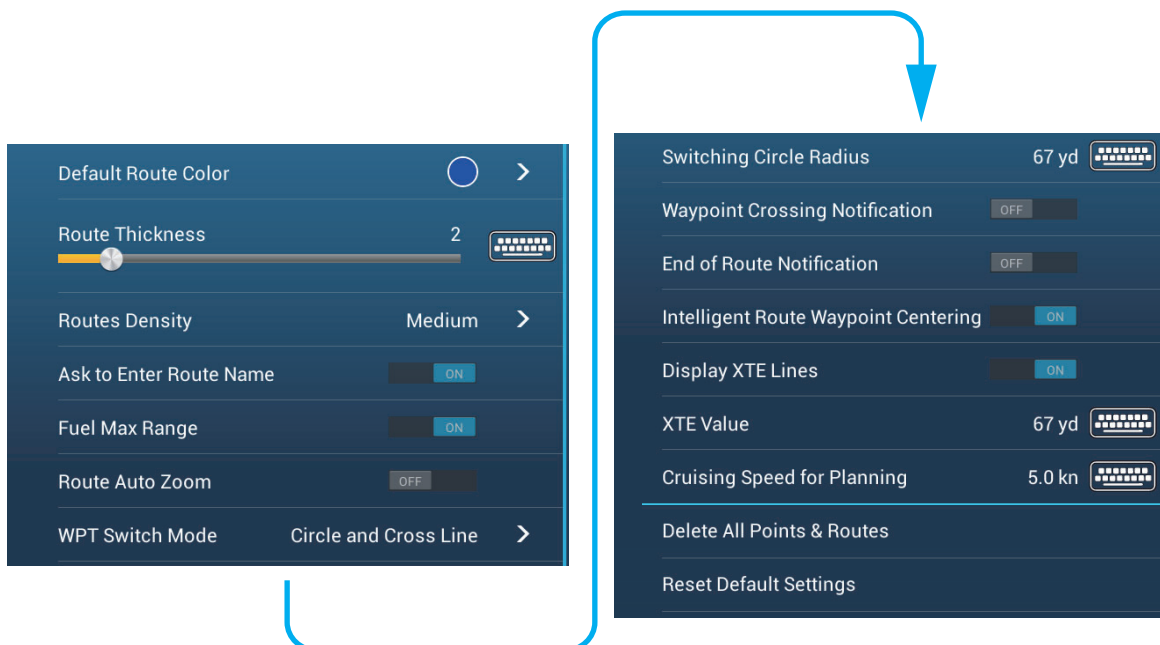 Default Route Color
Route Thickness 2
Routes Density Medium
Ask to Enter Route Name ON
Fuel Max Range ON
Route Auto Zoom OFF
WPT Switch Mode Circle and Cross Line
Switching Circle Radius 67 yd
Waypoint Crossing Notification OFF
End of Route Notification OFF
Intelligent Route Waypoint Centering ON
Display XTE Lines ON
XTE Value 67 yd
Cruising Speed for Planning 5.0 kn
Delete All Points & Routes
Reset Default Settings